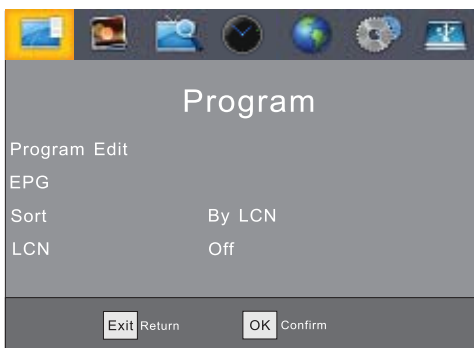 Program
Program Edit
EPG
Sort By LCN
LCN Off
Exit Return OK Confirm